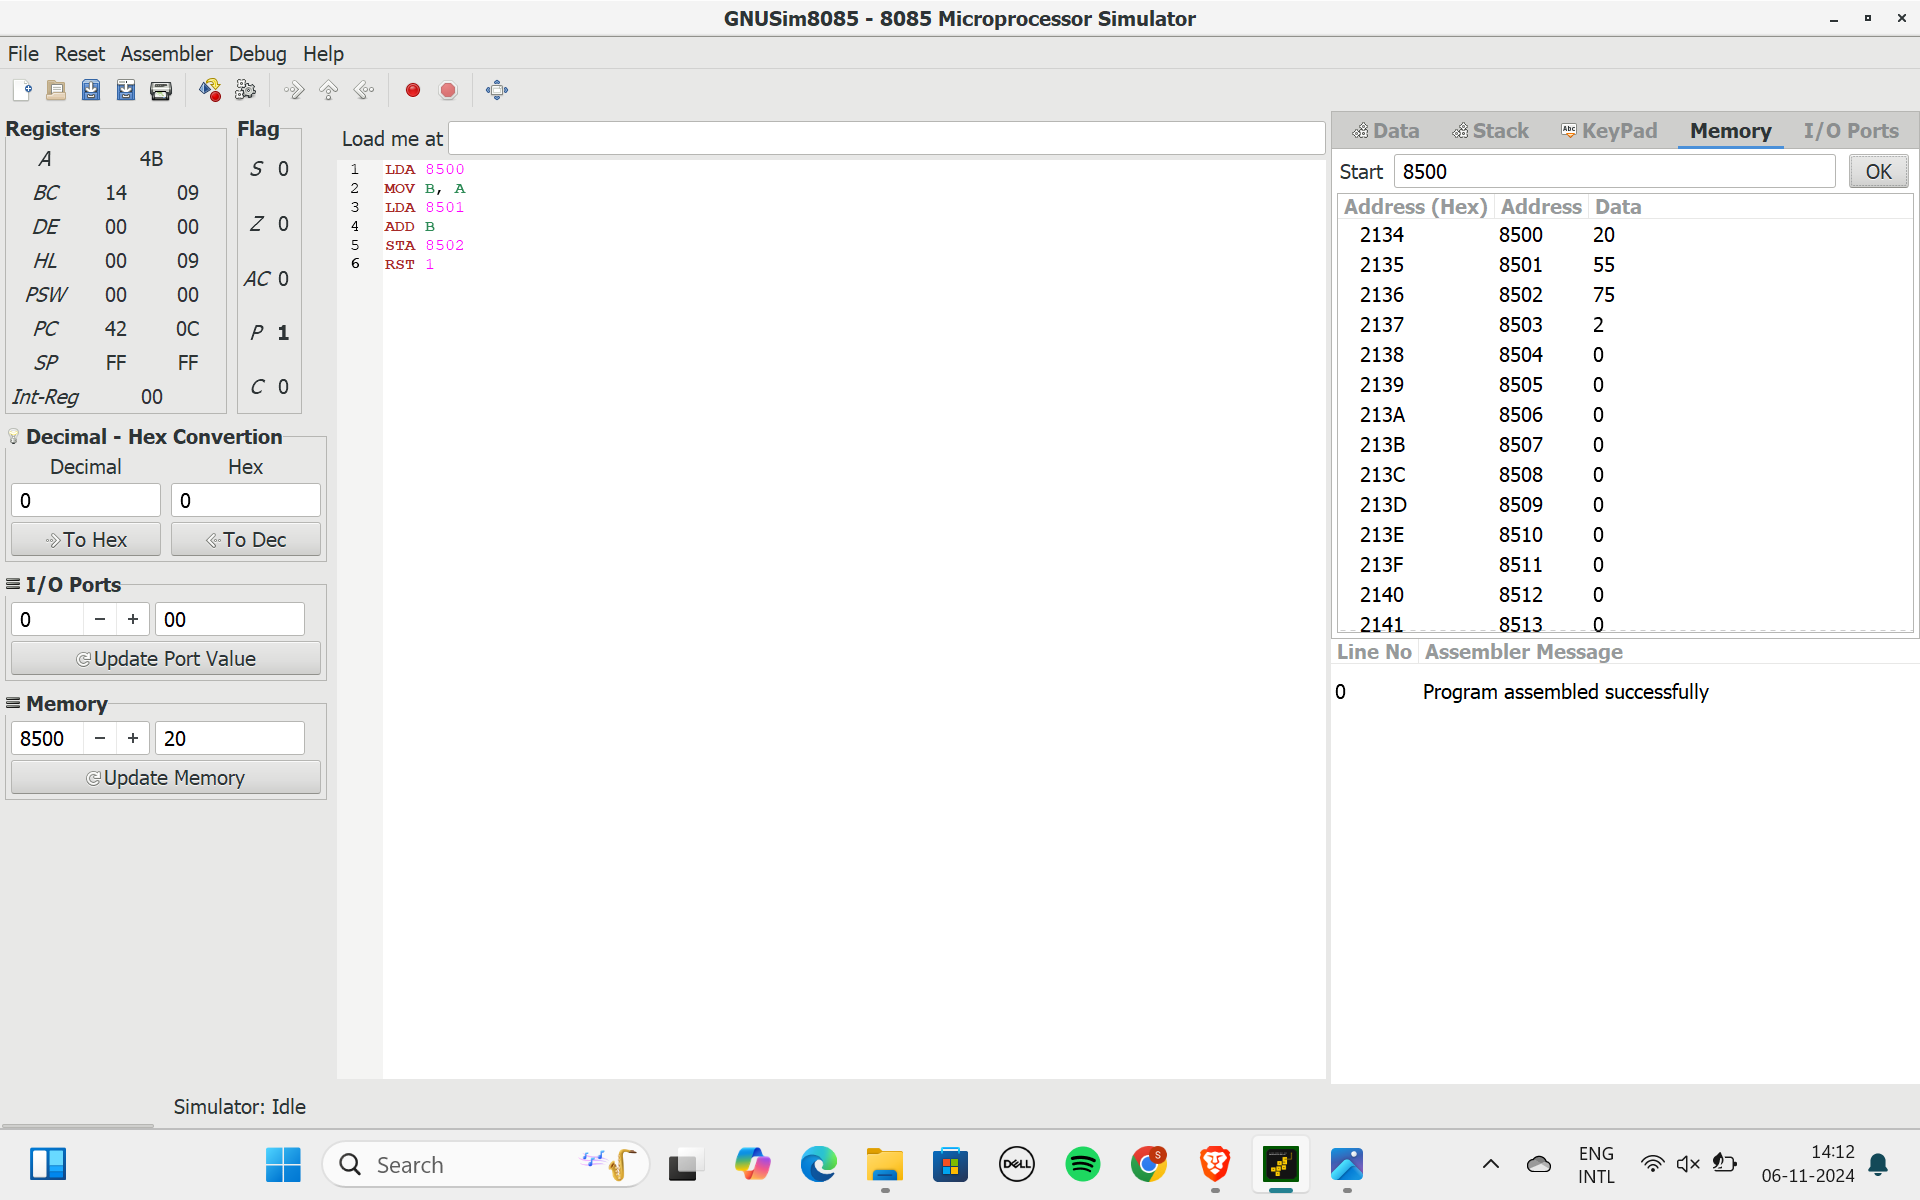 GNUSim8085 - 8085 Microprocessor Simulator
File Reset Assembler Debug Help
Registers
A 4B
BC 14 09
DE 00 00
HL 00 09
PSW 00 00
PC 42 0C
SP FF FF
Int-Reg 00
Flag
S 0
Z 0
AC 0
P 1
C 0
Decimal - Hex Convertion
Decimal Hex
0 0
To Hex To Dec
I/O Ports
0 − + 00
Update Port Value
Memory
8500 − + 20
Update Memory
Load me at
1 LDA 8500
2 MOV B, A
3 LDA 8501
4 ADD B
5 STA 8502
6 RST 1
Data Stack Abc KeyPad Memory I/O Ports
Start 8500 OK
Address (Hex) Address Data
2134 8500 20
2135 8501 55
2136 8502 75
2137 8503 2
2138 8504 0
2139 8505 0
213A 8506 0
213B 8507 0
213C 8508 0
213D 8509 0
213E 8510 0
213F 8511 0
2140 8512 0
2141 8513 0
Line No Assembler Message
0 Program assembled successfully
Simulator: Idle
Search
DELL
S
ENG
INTL
14:12
06-11-2024